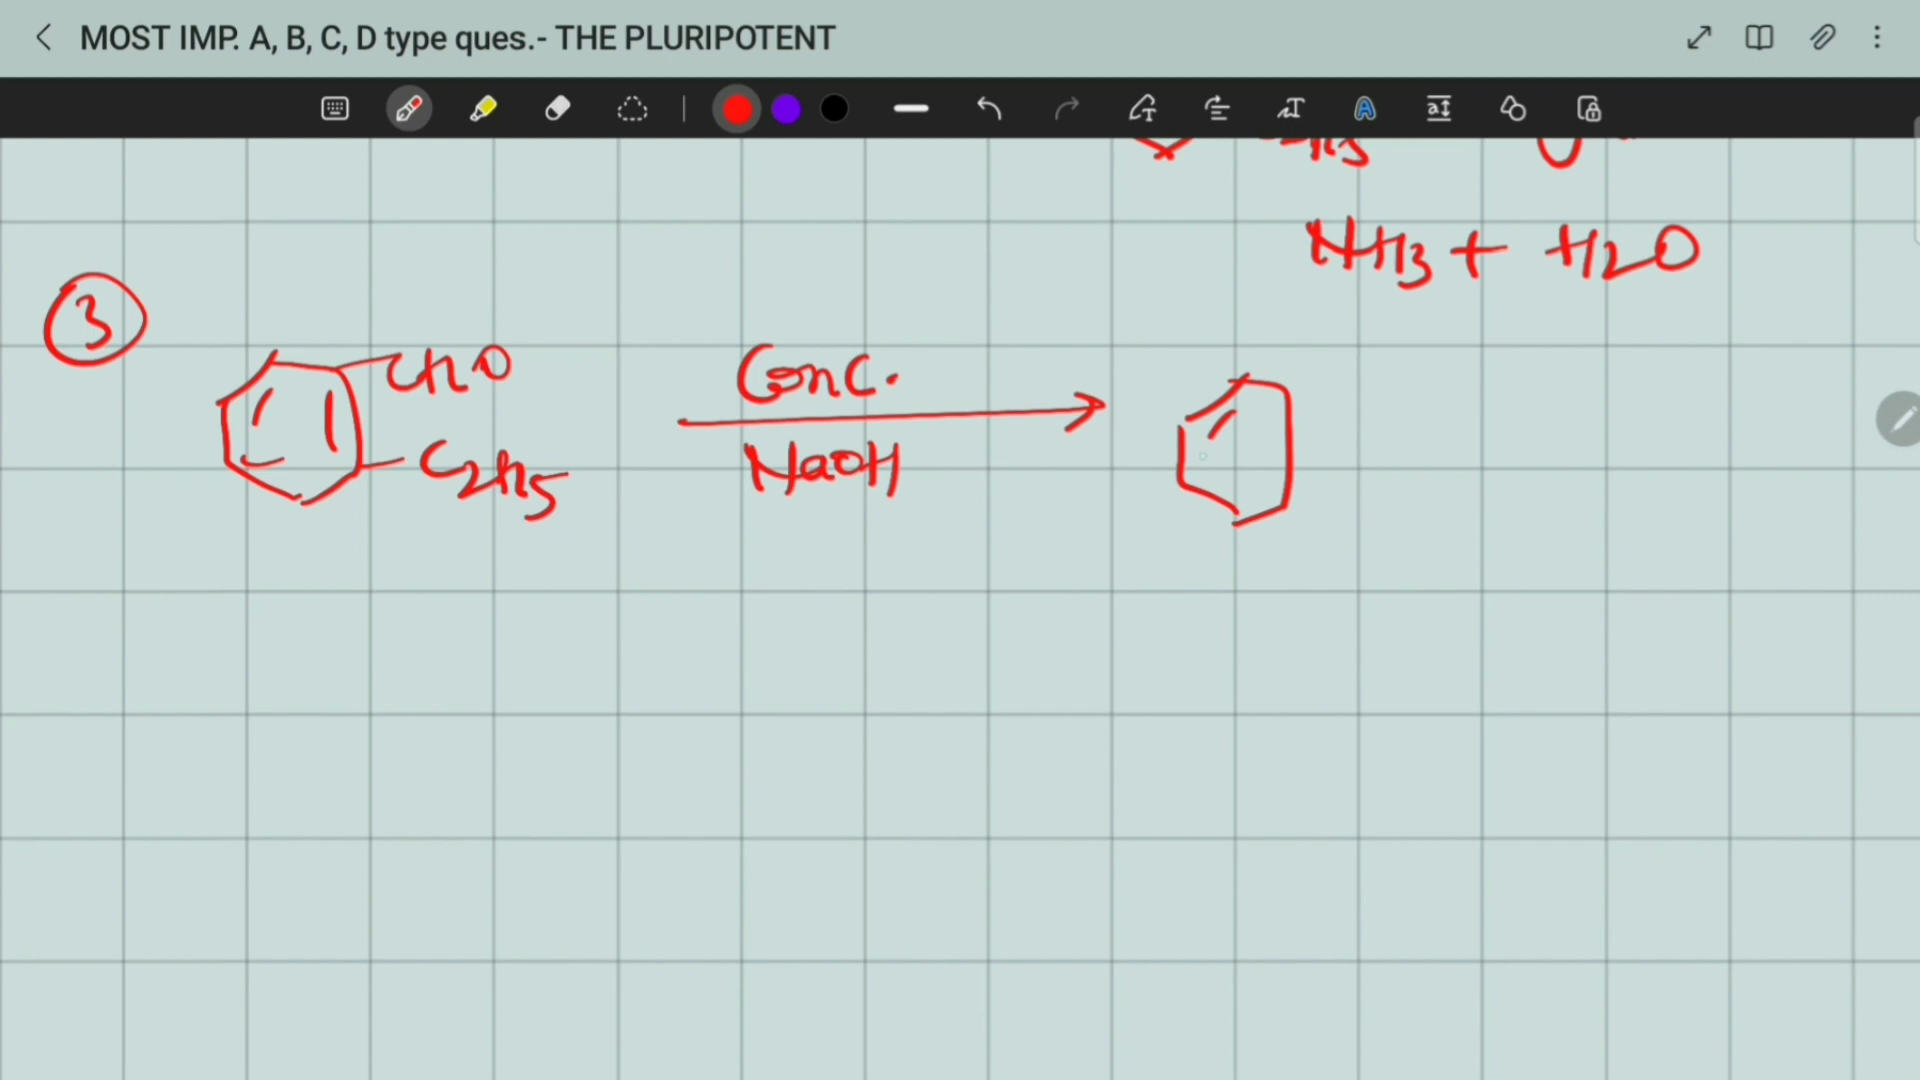 MOST IMP. A, B, C, D type ques.- THE PLURIPOTENT
NH3 + H2O
3
CHO
C2H5
Conc.
NaOH